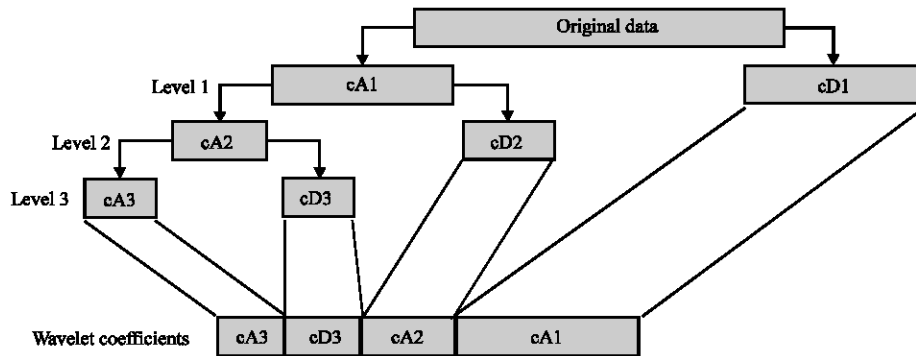 Original data
Level 1
cA1
cD1
Level 2
cA2
cD2
Level 3
cA3
cD3
Wavelet coefficients
cA3
cD3
cA2
cA1